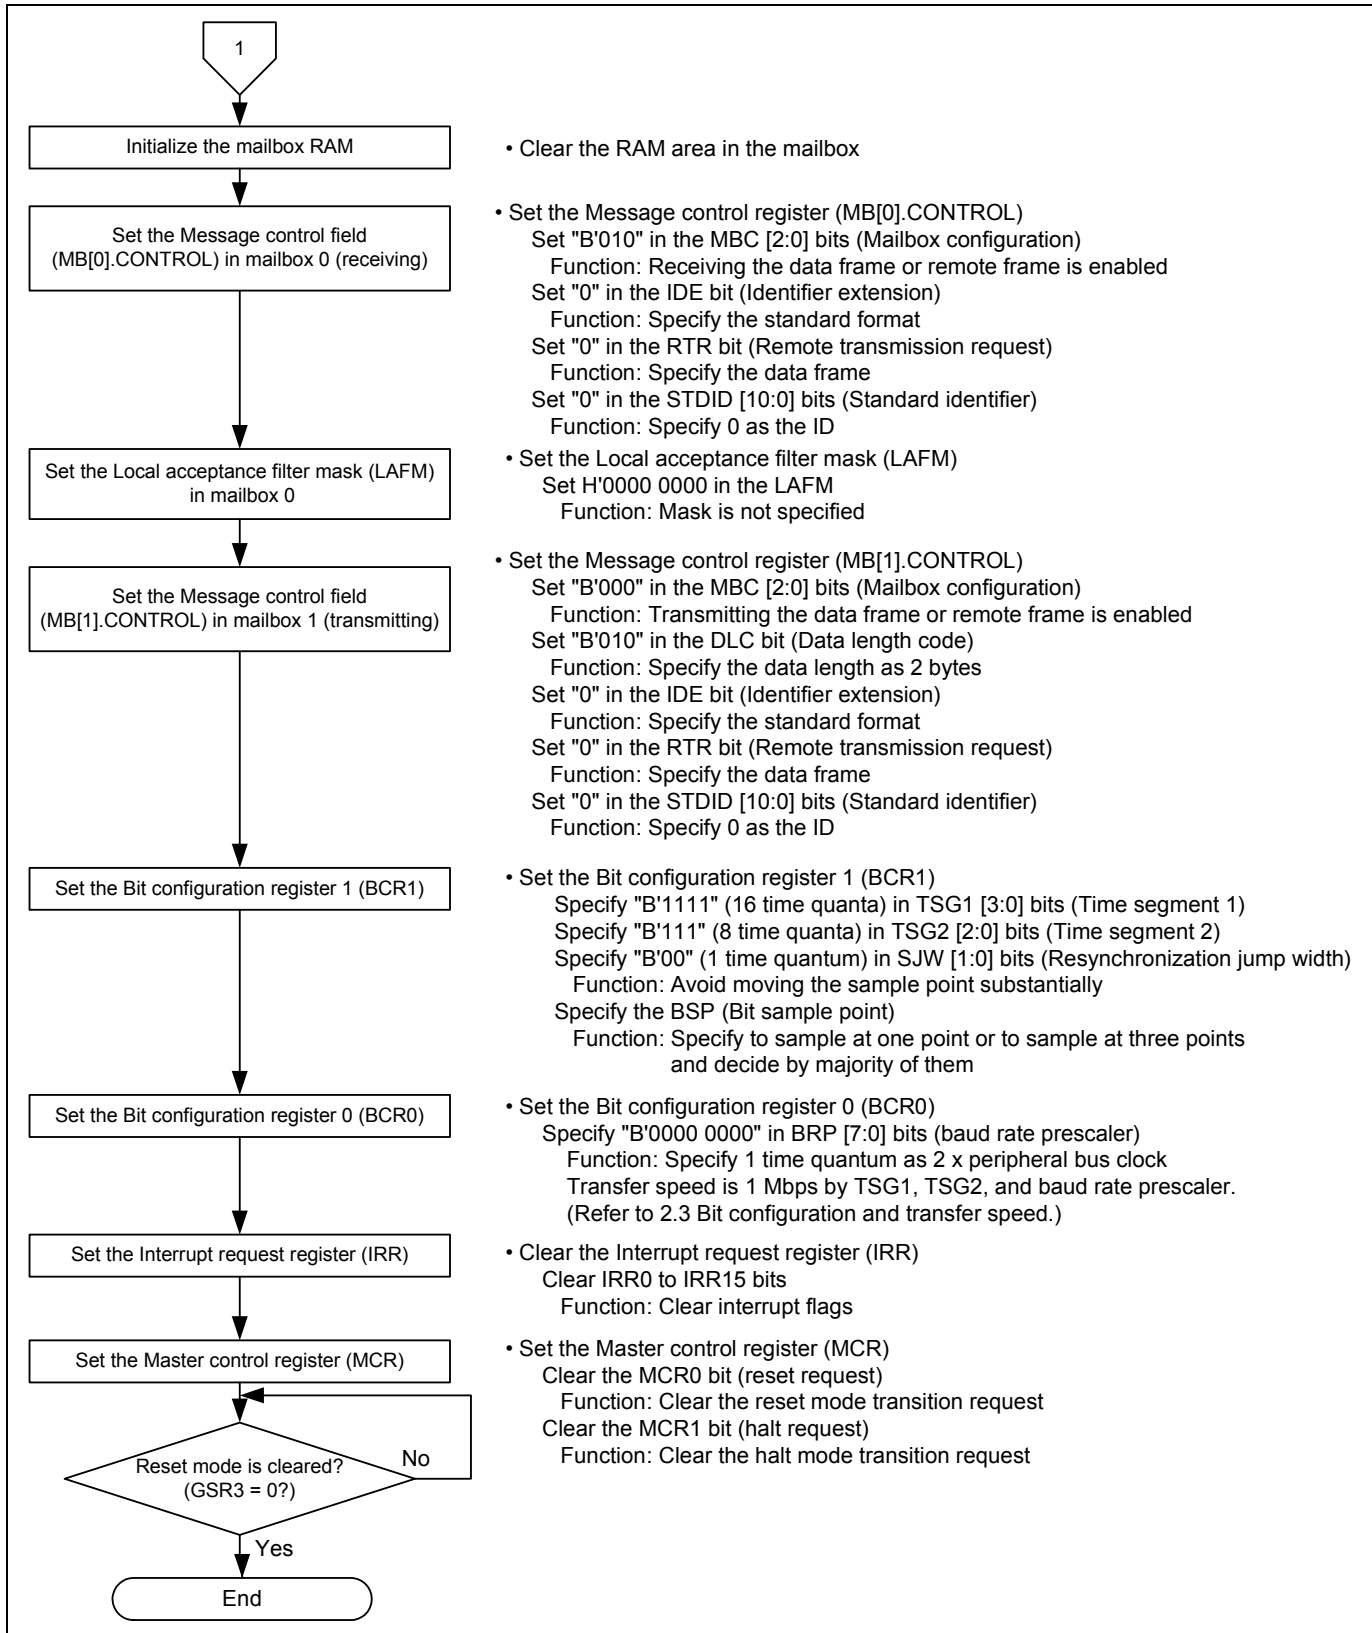 1
Initialize the mailbox RAM
• Clear the RAM area in the mailbox
Set the Message control field
(MB[0].CONTROL) in mailbox 0 (receiving)
• Set the Message control register (MB[0].CONTROL)
Set "B'010" in the MBC [2:0] bits (Mailbox configuration)
Function: Receiving the data frame or remote frame is enabled
Set "0" in the IDE bit (Identifier extension)
Function: Specify the standard format
Set "0" in the RTR bit (Remote transmission request)
Function: Specify the data frame
Set "0" in the STDID [10:0] bits (Standard identifier)
Function: Specify 0 as the ID
Set the Local acceptance filter mask (LAFM)
in mailbox 0
• Set the Local acceptance filter mask (LAFM)
Set H'0000 0000 in the LAFM
Function: Mask is not specified
Set the Message control field
(MB[1].CONTROL) in mailbox 1 (transmitting)
• Set the Message control register (MB[1].CONTROL)
Set "B'000" in the MBC [2:0] bits (Mailbox configuration)
Function: Transmitting the data frame or remote frame is enabled
Set "B'010" in the DLC bit (Data length code)
Function: Specify the data length as 2 bytes
Set "0" in the IDE bit (Identifier extension)
Function: Specify the standard format
Set "0" in the RTR bit (Remote transmission request)
Function: Specify the data frame
Set "0" in the STDID [10:0] bits (Standard identifier)
Function: Specify 0 as the ID
Set the Bit configuration register 1 (BCR1)
• Set the Bit configuration register 1 (BCR1)
Specify "B'1111" (16 time quanta) in TSG1 [3:0] bits (Time segment 1)
Specify "B'111" (8 time quanta) in TSG2 [2:0] bits (Time segment 2)
Specify "B'00" (1 time quantum) in SJW [1:0] bits (Resynchronization jump width)
Function: Avoid moving the sample point substantially
Specify the BSP (Bit sample point)
Function: Specify to sample at one point or to sample at three points
and decide by majority of them
Set the Bit configuration register 0 (BCR0)
• Set the Bit configuration register 0 (BCR0)
Specify "B'0000 0000" in BRP [7:0] bits (baud rate prescaler)
Function: Specify 1 time quantum as 2 x peripheral bus clock
Transfer speed is 1 Mbps by TSG1, TSG2, and baud rate prescaler.
(Refer to 2.3 Bit configuration and transfer speed.)
Set the Interrupt request register (IRR)
• Clear the Interrupt request register (IRR)
Clear IRR0 to IRR15 bits
Function: Clear interrupt flags
Set the Master control register (MCR)
• Set the Master control register (MCR)
Clear the MCR0 bit (reset request)
Function: Clear the reset mode transition request
Clear the MCR1 bit (halt request)
Function: Clear the halt mode transition request
Reset mode is cleared?
(GSR3 = 0?)
No
Yes
End